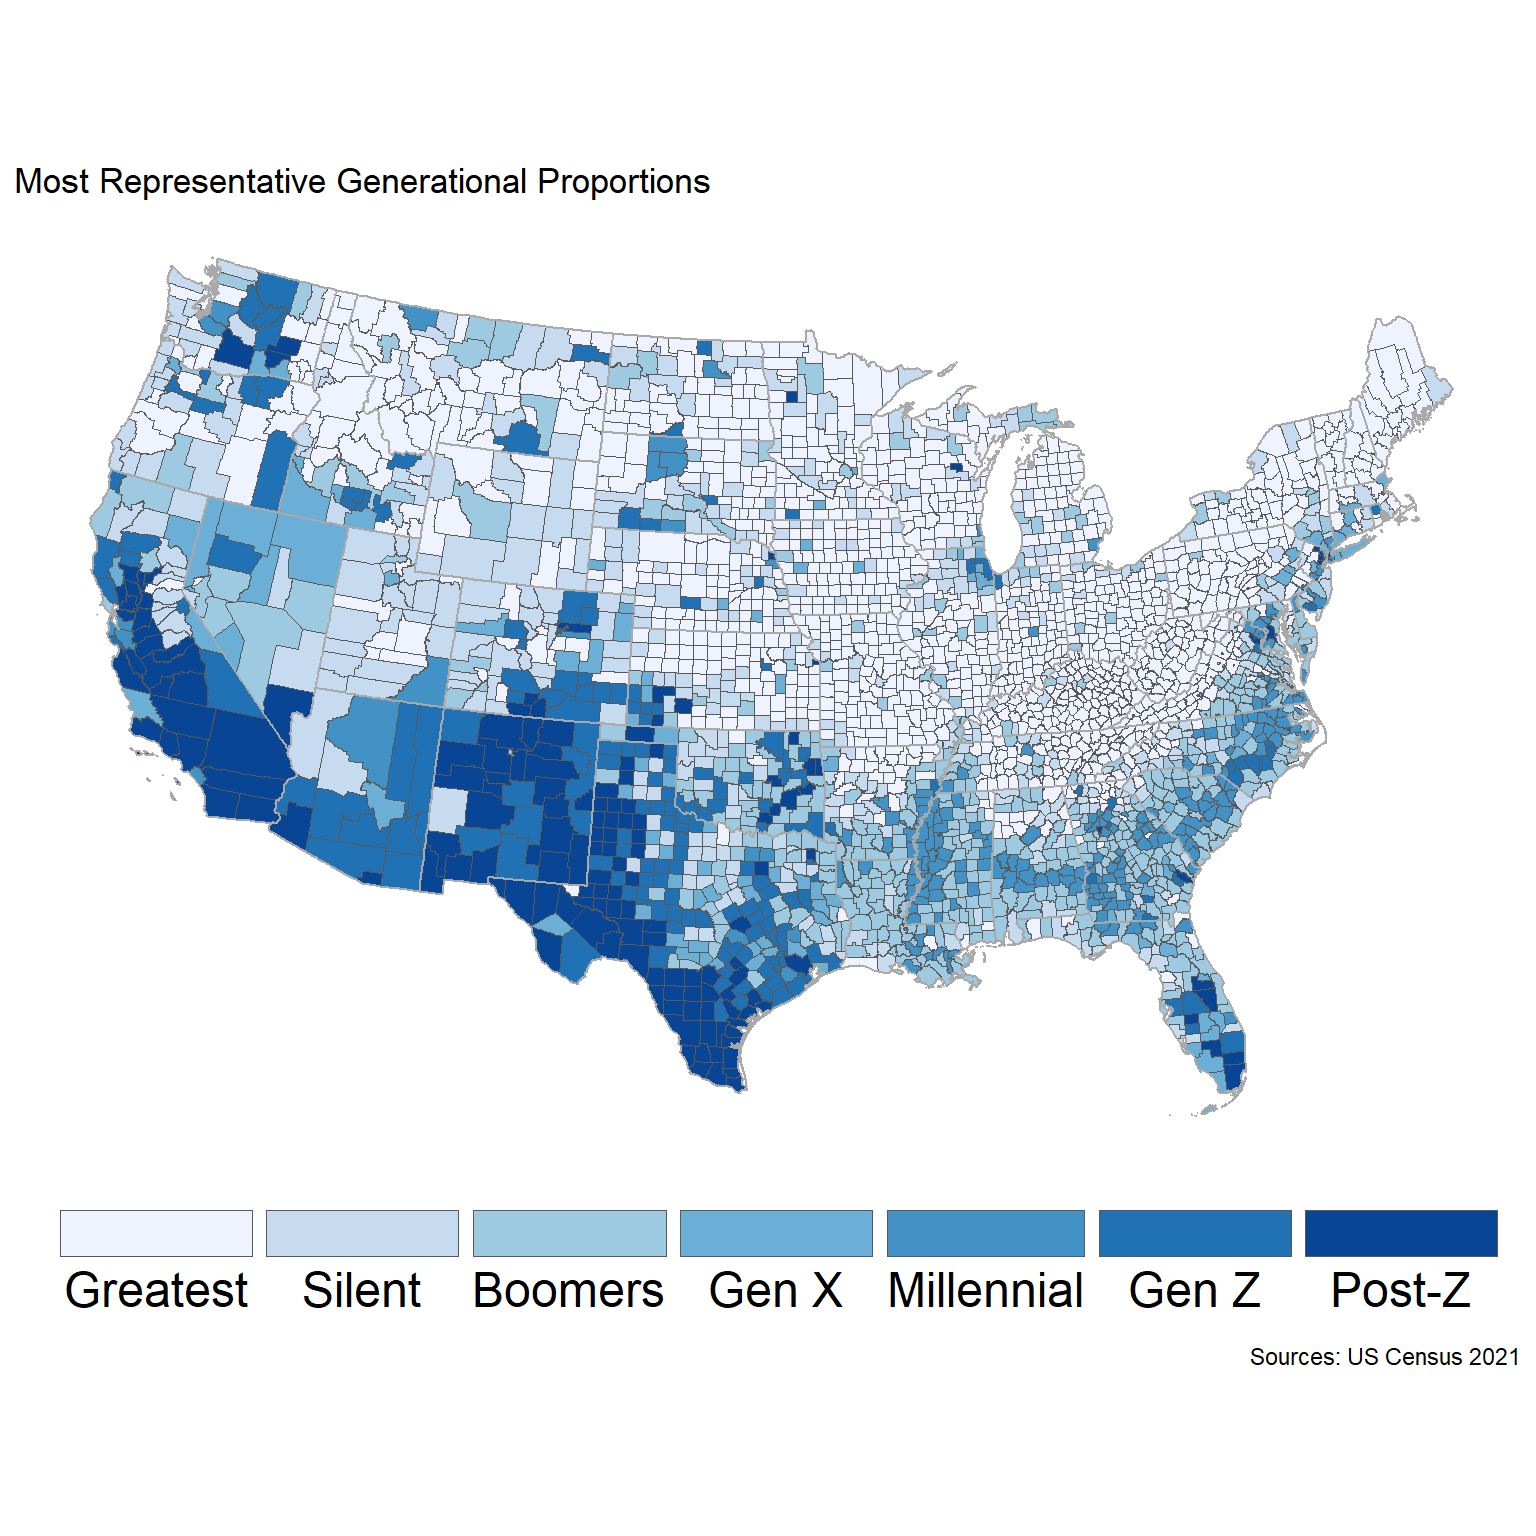 Most Representative Generational Proportions
Greatest Silent Boomers Gen X Millennial Gen Z Post-Z
Sources: US Census 2021